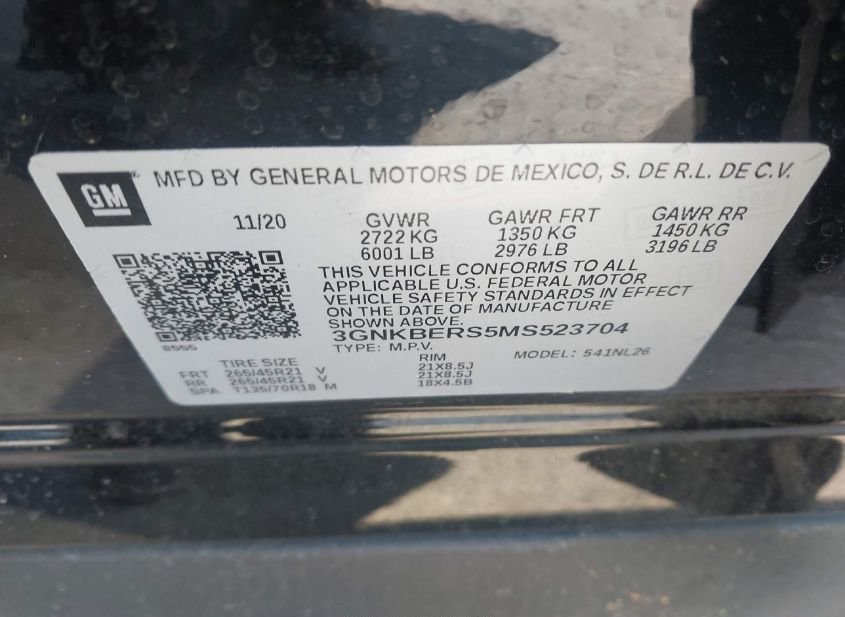 GM
MFD BY GENERAL MOTORS DE MEXICO, S. DE R.L. DE C.V.
11/20 GVWR GAWR FRT GAWR RR
2722 KG 1350 KG 1450 KG
6001 LB 2976 LB 3196 LB
THIS VEHICLE CONFORMS TO ALL
APPLICABLE U.S. FEDERAL MOTOR
VEHICLE SAFETY STANDARDS IN EFFECT
ON THE DATE OF MANUFACTURE
SHOWN ABOVE.
3GNKBERS5MS523704
8555
TYPE: M.P.V. MODEL: 541NL26
TIRE SIZE RIM
FRT 265/45R21 V 21X8.5J
RR 265/45R21 V 21X8.5J
SPA T135/70R18 M 18X4.5B